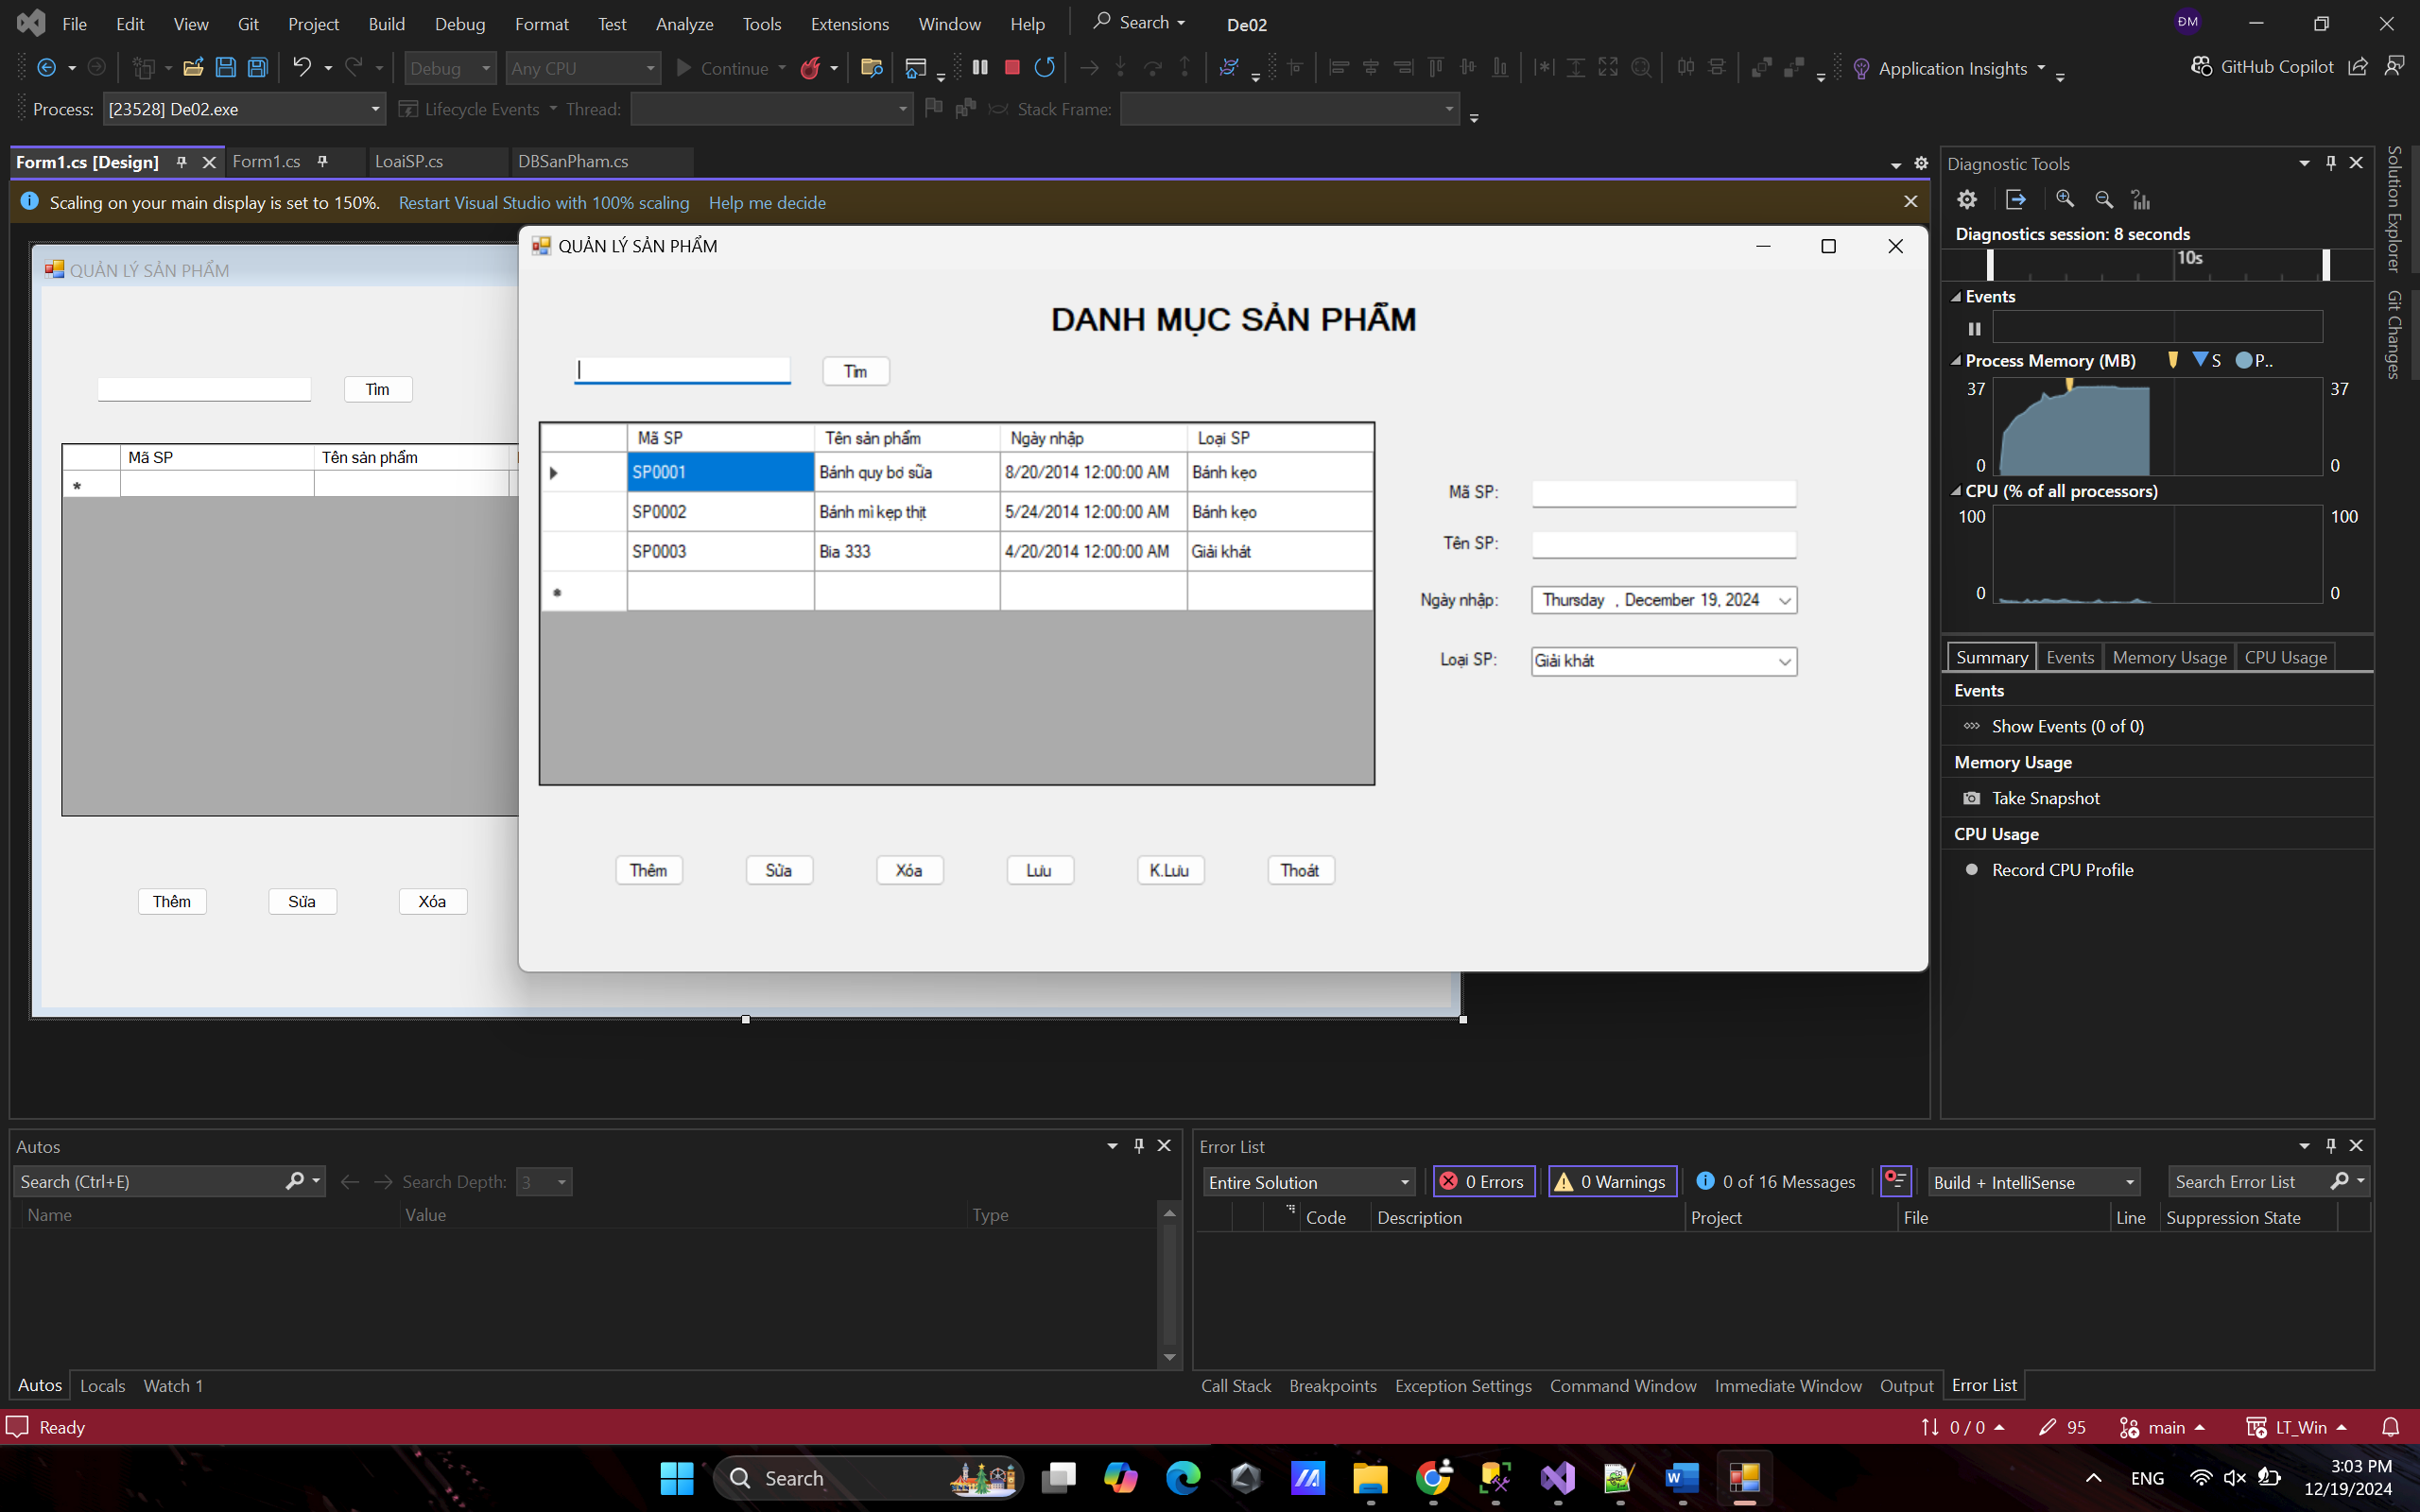 File Edit View Git Project Build Debug Format Test Analyze Tools Extensions Window Help Search De02 ĐM
Debug Any CPU Continue Application Insights GitHub Copilot
Process: [23528] De02.exe Lifecycle Events Thread: Stack Frame:
Form1.cs [Design] Form1.cs LoaiSP.cs DBSanPham.cs
Scaling on your main display is set to 150%. Restart Visual Studio with 100% scaling Help me decide
QUẢN LÝ SẢN PHẨM
Tìm
Mã SP Tên sản phẩm
*
Thêm Sửa Xóa
QUẢN LÝ SẢN PHẨM
DANH MỤC SẢN PHẨM
Tìm
Mã SP Tên sản phẩm Ngày nhập Loại SP
SP0001 Bánh quy bơ sữa 8/20/2014 12:00:00 AM Bánh kẹo
SP0002 Bánh mì kẹp thịt 5/24/2014 12:00:00 AM Bánh kẹo
SP0003 Bia 333 4/20/2014 12:00:00 AM Giải khát
*
Mã SP:
Tên SP:
Ngày nhập: Thursday , December 19, 2024
Loại SP: Giải khát
Thêm Sửa Xóa Lưu K.Lưu Thoát
Diagnostic Tools
Diagnostics session: 8 seconds
10s
Events
Process Memory (MB) S P..
37 37
0 0
CPU (% of all processors)
100 100
0 0
Summary Events Memory Usage CPU Usage
Events
Show Events (0 of 0)
Memory Usage
Take Snapshot
CPU Usage
Record CPU Profile
Solution Explorer
Git Changes
Autos
Search (Ctrl+E) Search Depth: 3
Name Value Type
Autos Locals Watch 1
Error List
Entire Solution 0 Errors 0 Warnings 0 of 16 Messages Build + IntelliSense Search Error List
Code Description Project File Line Suppression State
Call Stack Breakpoints Exception Settings Command Window Immediate Window Output Error List
Ready 0 / 0 95 main LT_Win
Search ENG 3:03 PM
12/19/2024